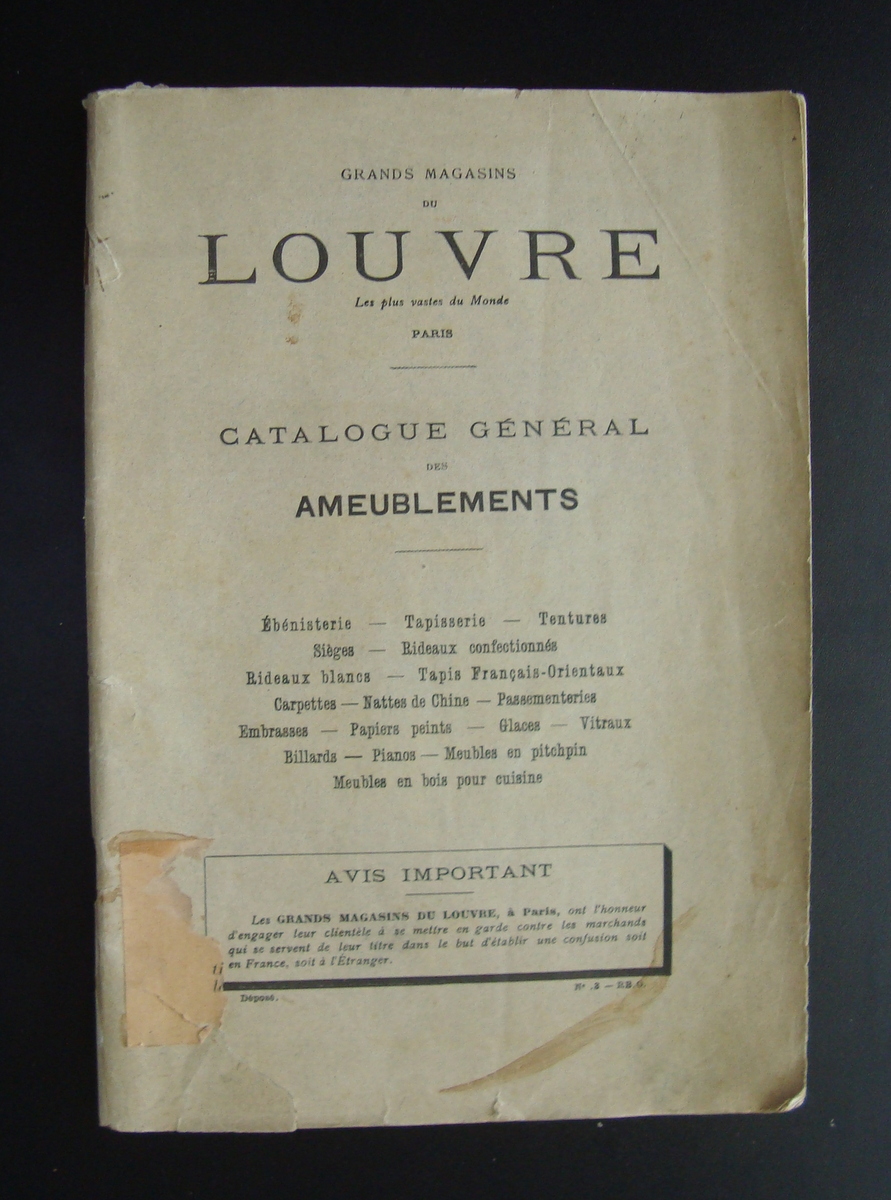 GRANDS MAGASINS
DU
LOUVRE
Les plus vastes du Monde
PARIS
CATALOGUE GÉNÉRAL
DES
AMEUBLEMENTS
Ébénisterie — Tapisserie — Tentures
Sièges — Rideaux confectionnés
Rideaux blancs — Tapis Français-Orientaux
Carpettes — Nattes de Chine — Passementeries
Embrasses — Papiers peints — Glaces — Vitraux
Billards — Pianos — Meubles en pitchpin
Meubles en bois pour cuisine
AVIS IMPORTANT
Les GRANDS MAGASINS DU LOUVRE, à Paris, ont l'honneur
d'engager leur clientèle à se mettre en garde contre les marchands
qui se servent de leur titre dans le but d'établir une confusion soit
en France, soit à l'Étranger.
Déposé.